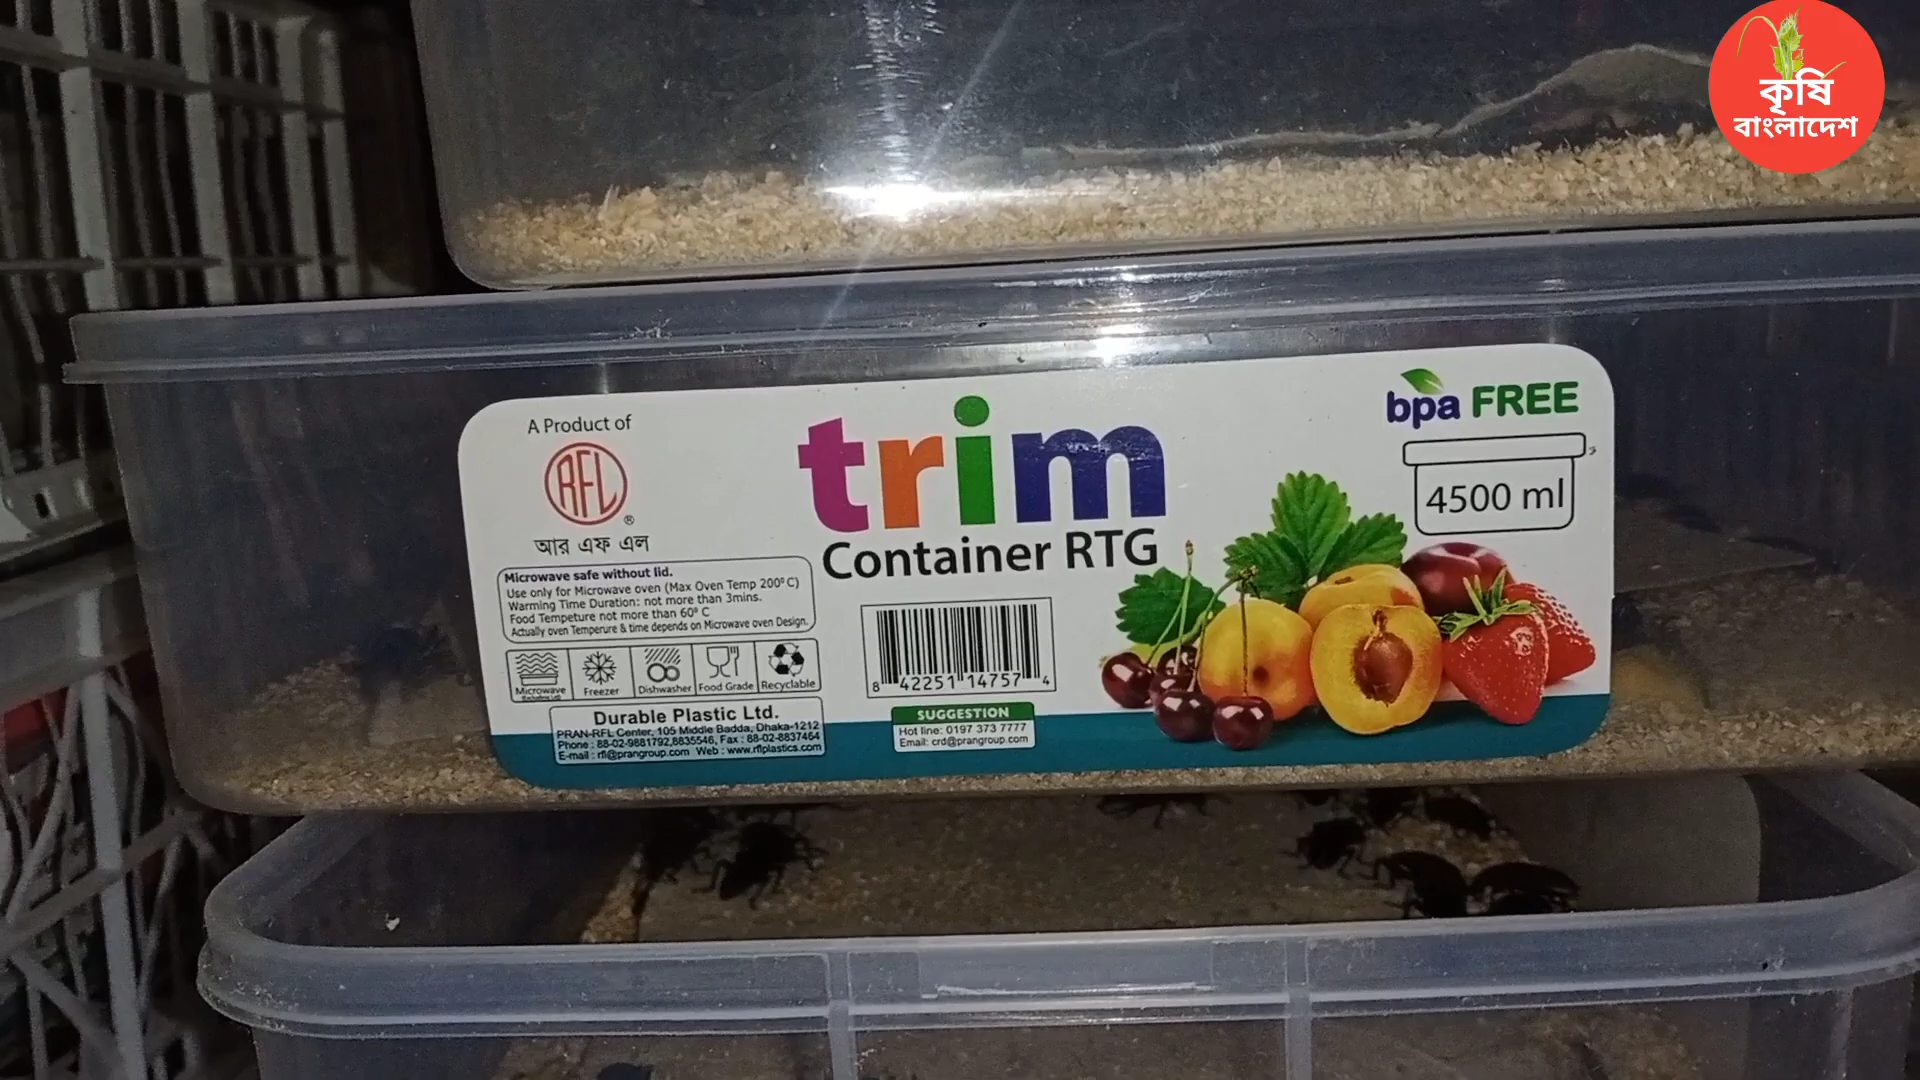 কৃষি
বাংলাদেশ
A Product of
RFL
®
আর এফ এল
trim
Container RTG
bpa FREE
4500 ml
Microwave safe without lid.
Use only for Microwave oven (Max Oven Temp 200° C)
Warming Time Duration: not more than 3mins.
Food Tempeture not more than 60° C
Actually oven Temperure & time depends on Microwave oven Design.
Microwave
Freezer
Dishwasher
Food Grade
Recyclable
8 42251 14757 4
Durable Plastic Ltd.
PRAN-RFL Center, 105 Middle Badda, Dhaka-1212
Phone : 88-02-9881792,8835546, Fax : 88-02-8837464
E-mail : rfl@prangroup.com Web : www.rflplastics.com
SUGGESTION
Hot line: 0197 373 7777
Email: crd@prangroup.com